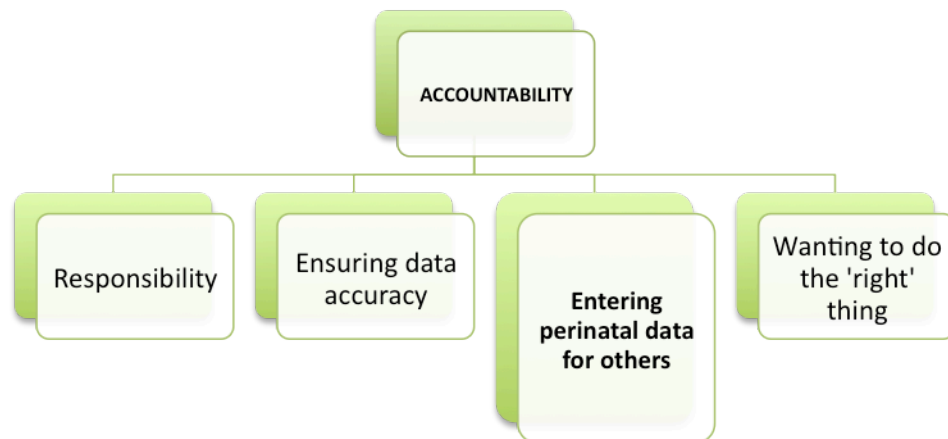 ACCOUNTABILITY
Responsibility
Ensuring data
accuracy
Entering
perinatal data
for others
Wanting to do
the 'right'
thing